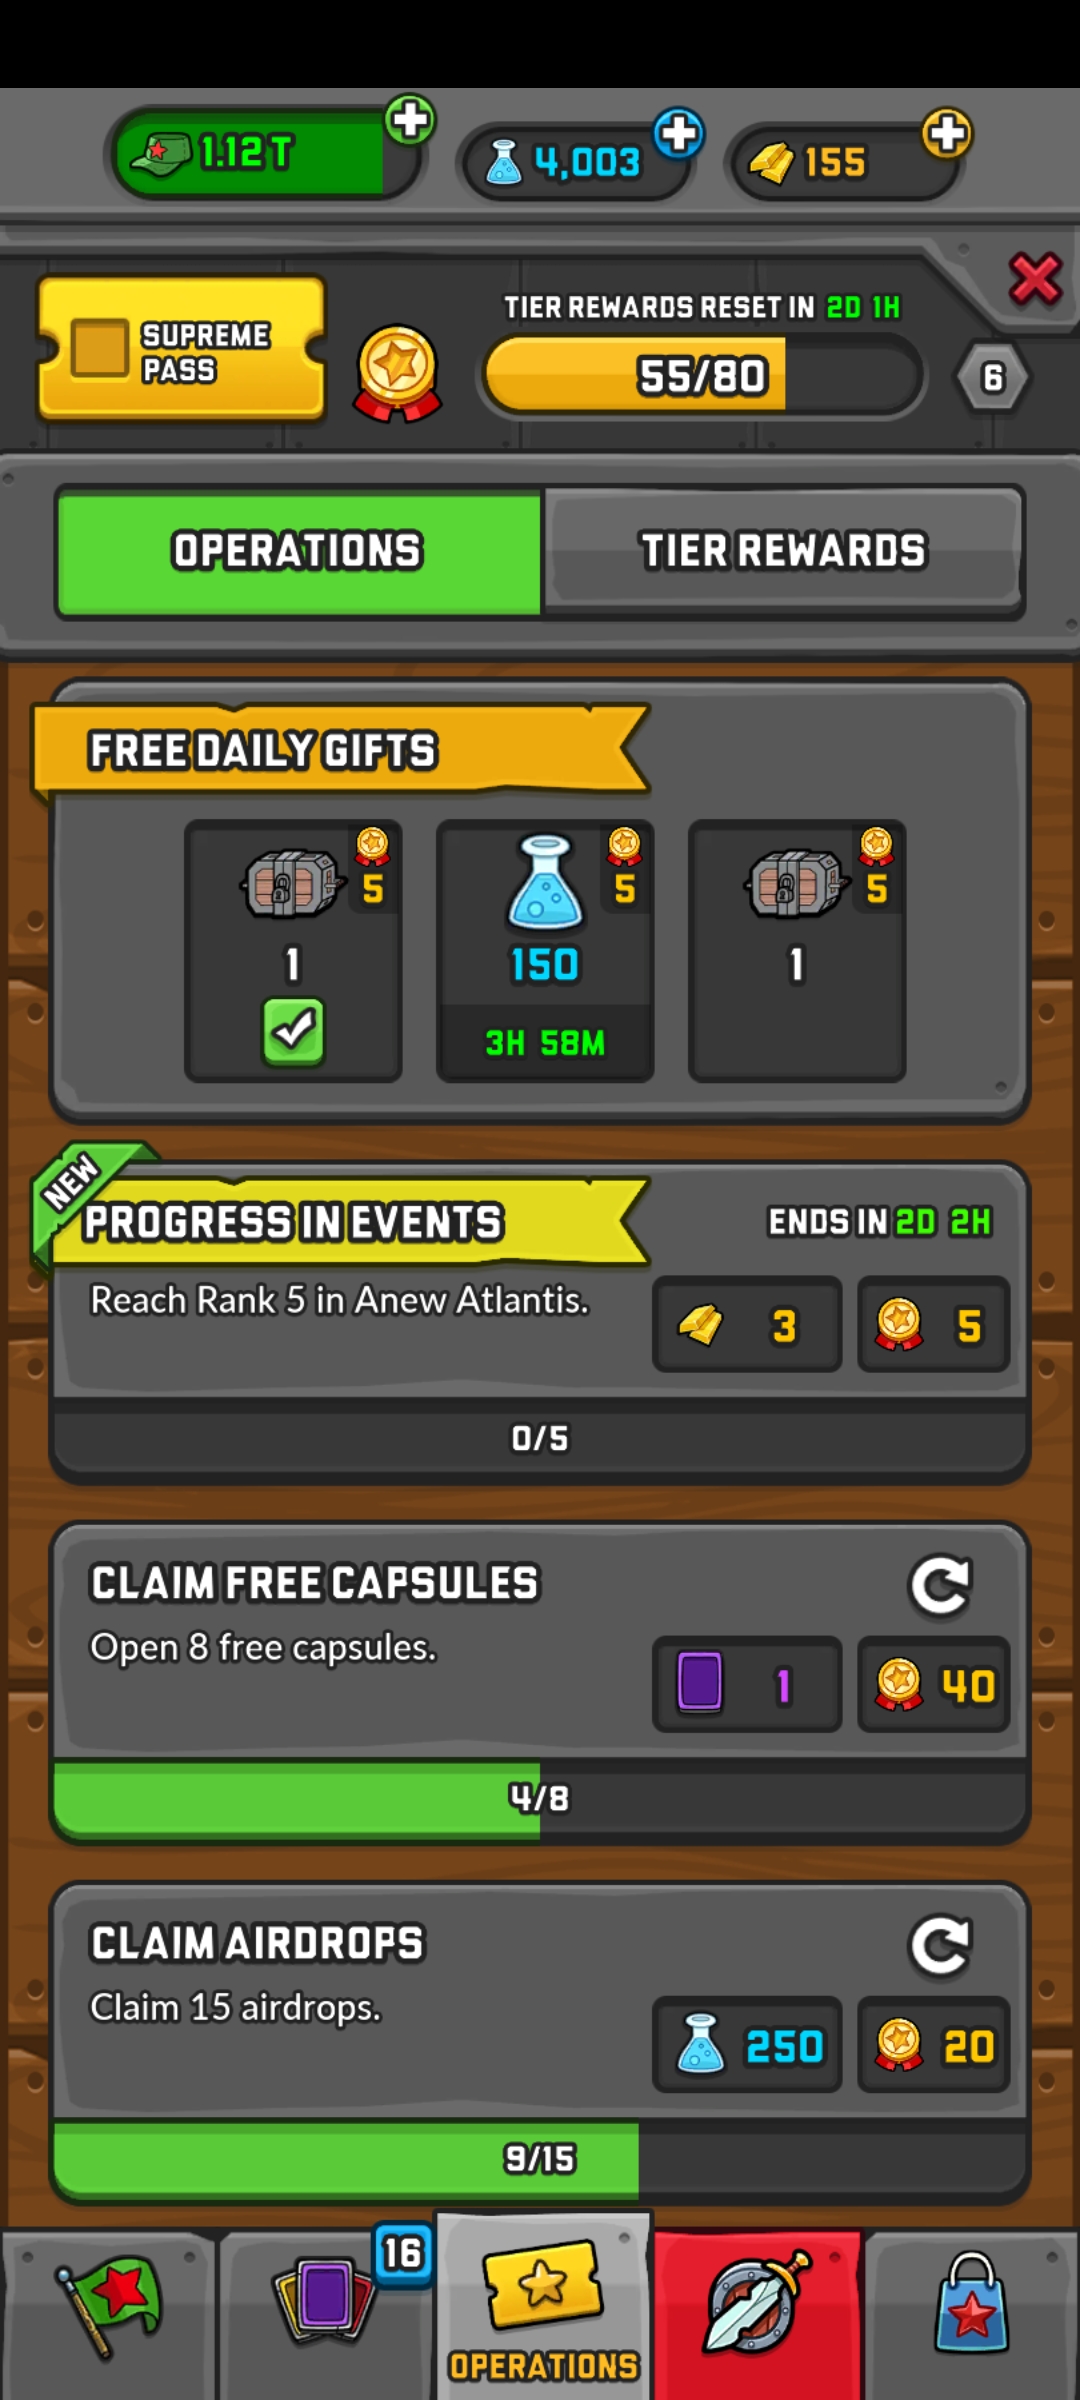 1.12 T
4,003
155
SUPREME
PASS
TIER REWARDS RESET IN 2D 1H
55/80
6
OPERATIONS
TIER REWARDS
FREE DAILY GIFTS
5
5
5
1
150
1
3H 58M
NEW
PROGRESS IN EVENTS
ENDS IN 2D 2H
Reach Rank 5 in Anew Atlantis.
3
5
0/5
CLAIM FREE CAPSULES
Open 8 free capsules.
1
40
4/8
CLAIM AIRDROPS
Claim 15 airdrops.
250
20
9/15
16
OPERATIONS